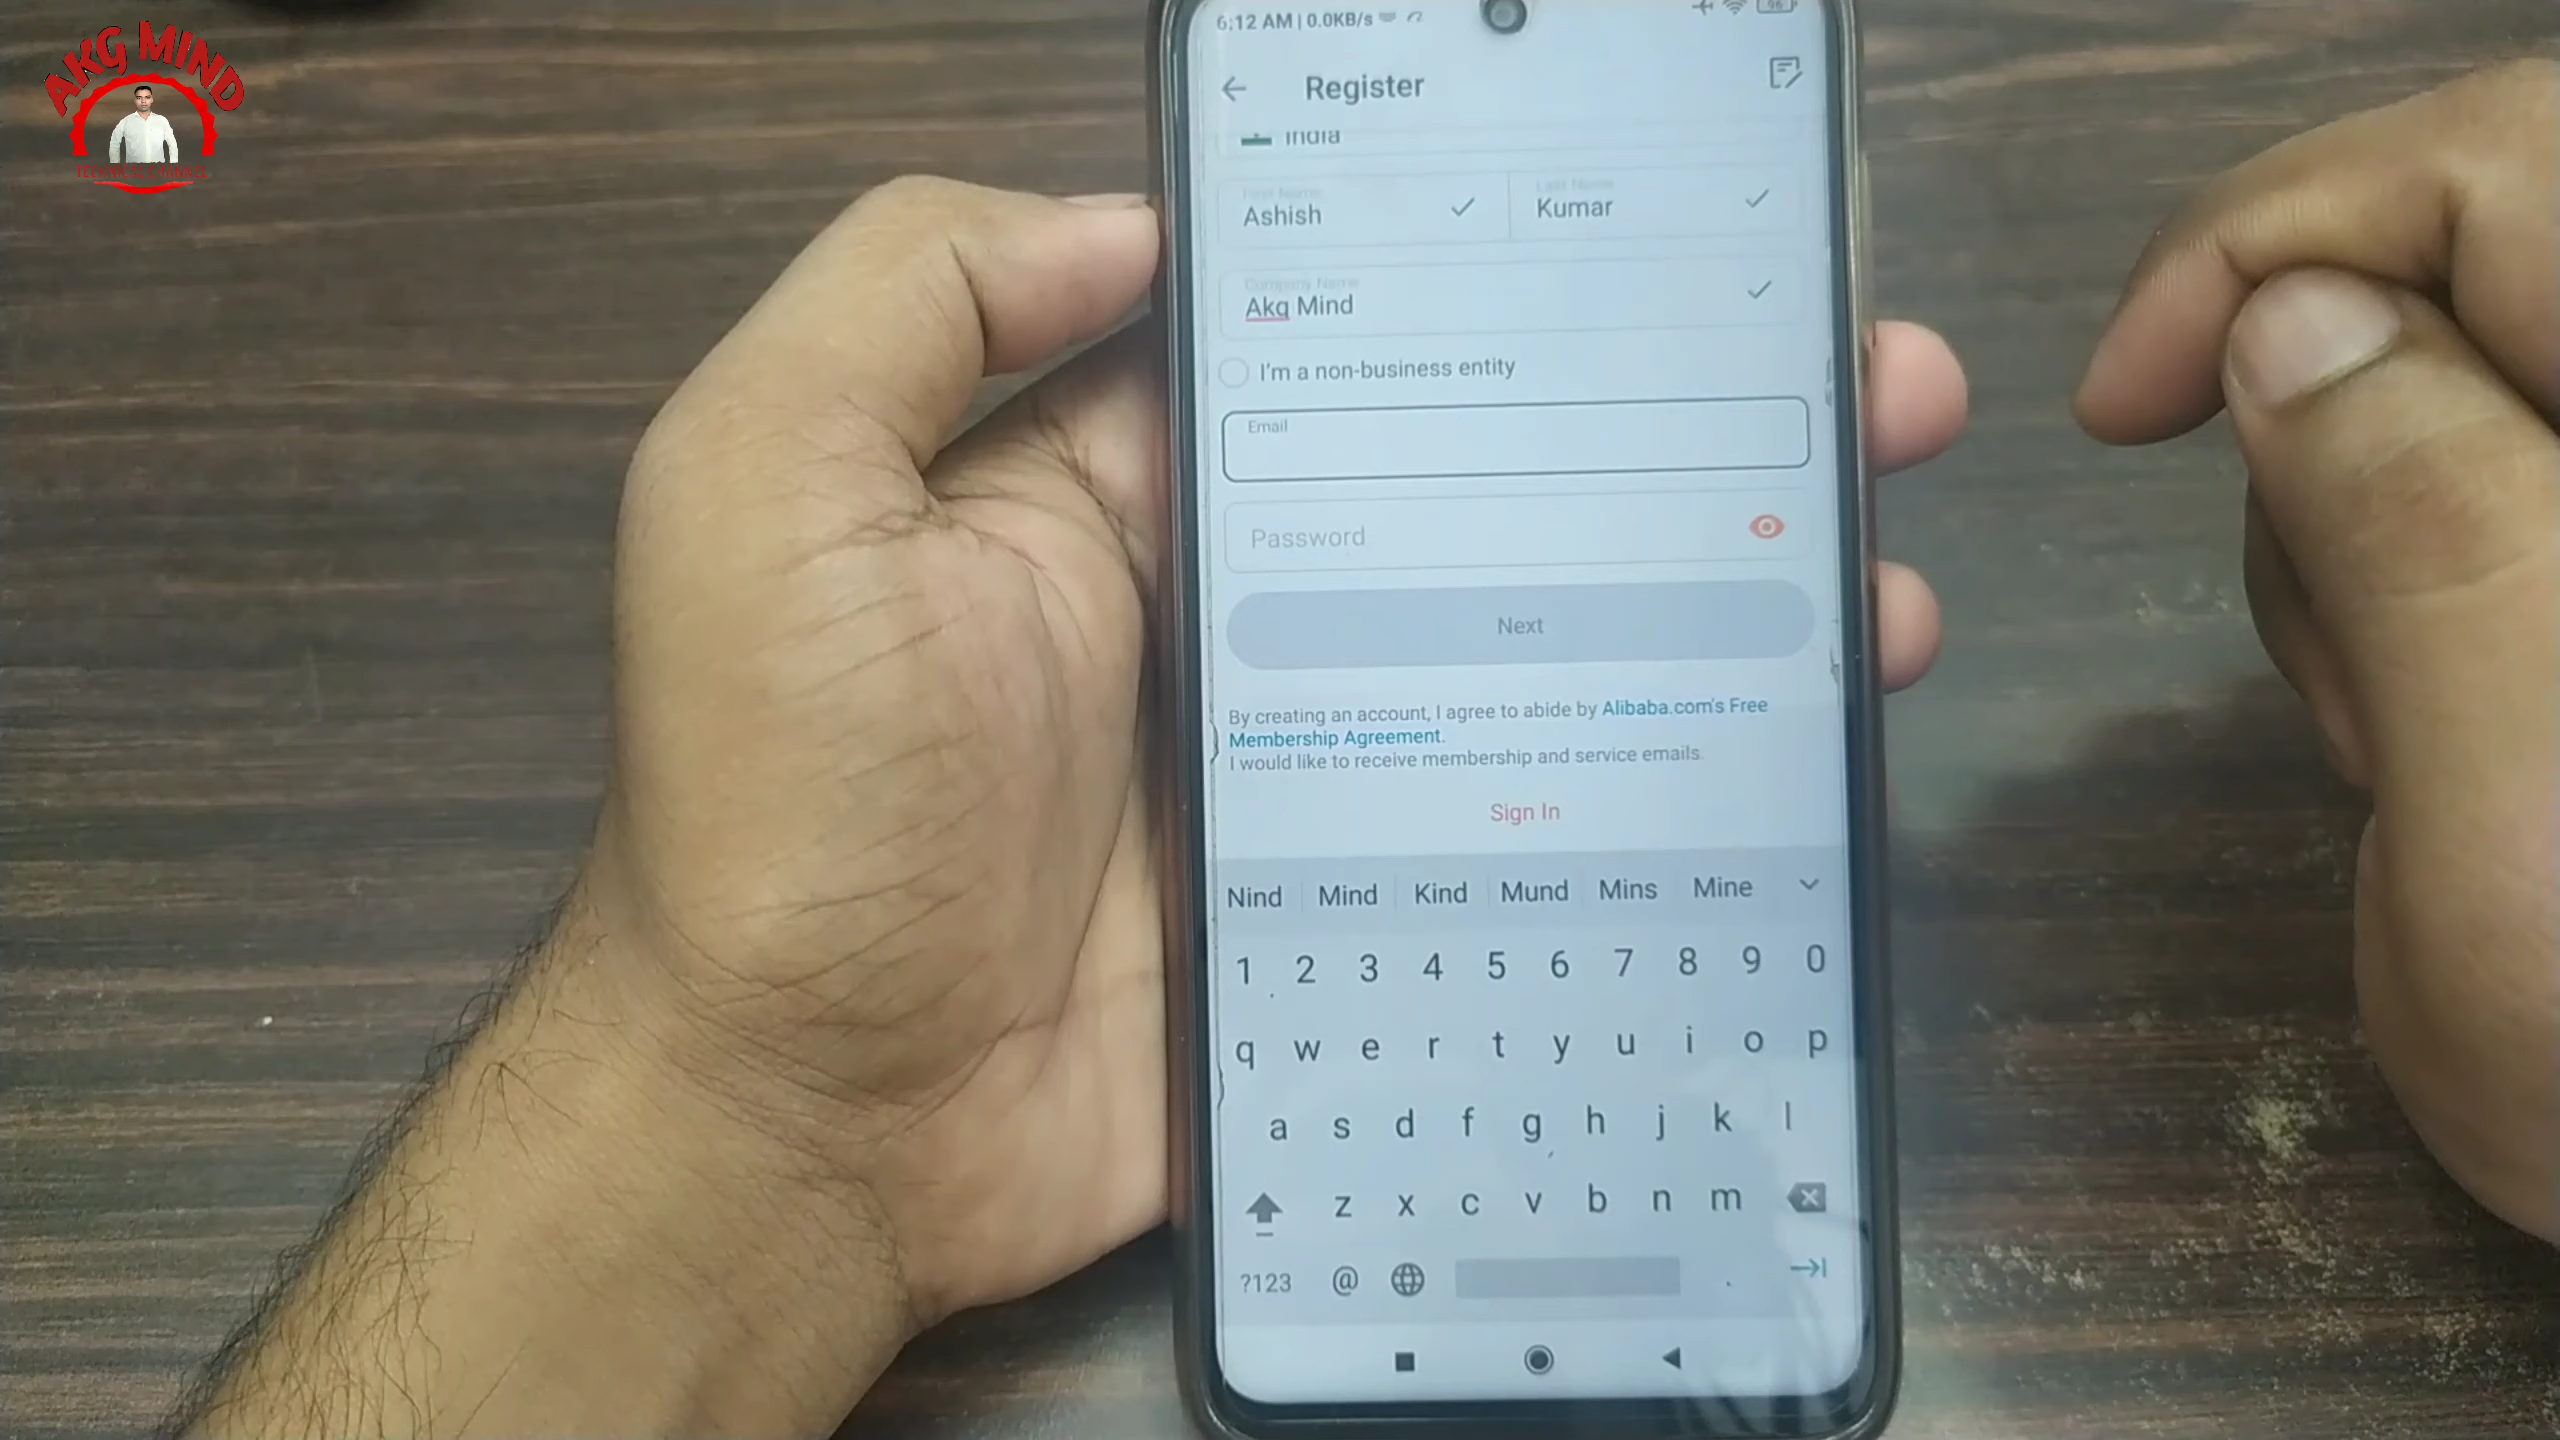 AKG MIND
TECHNICAL CHANNEL
6:12 AM | 0.0KB/s
96
Register
India
First Name
Ashish
Last Name
Kumar
Company Name
Akg Mind
I'm a non-business entity
Email
Password
Next
By creating an account, I agree to abide by Alibaba.com's Free
Membership Agreement.
I would like to receive membership and service emails.
Sign In
Nind Mind Kind Mund Mins Mine
1 2 3 4 5 6 7 8 9 0
q w e r t y u i o p
a s d f g h j k l
z x c v b n m
?123 @ .